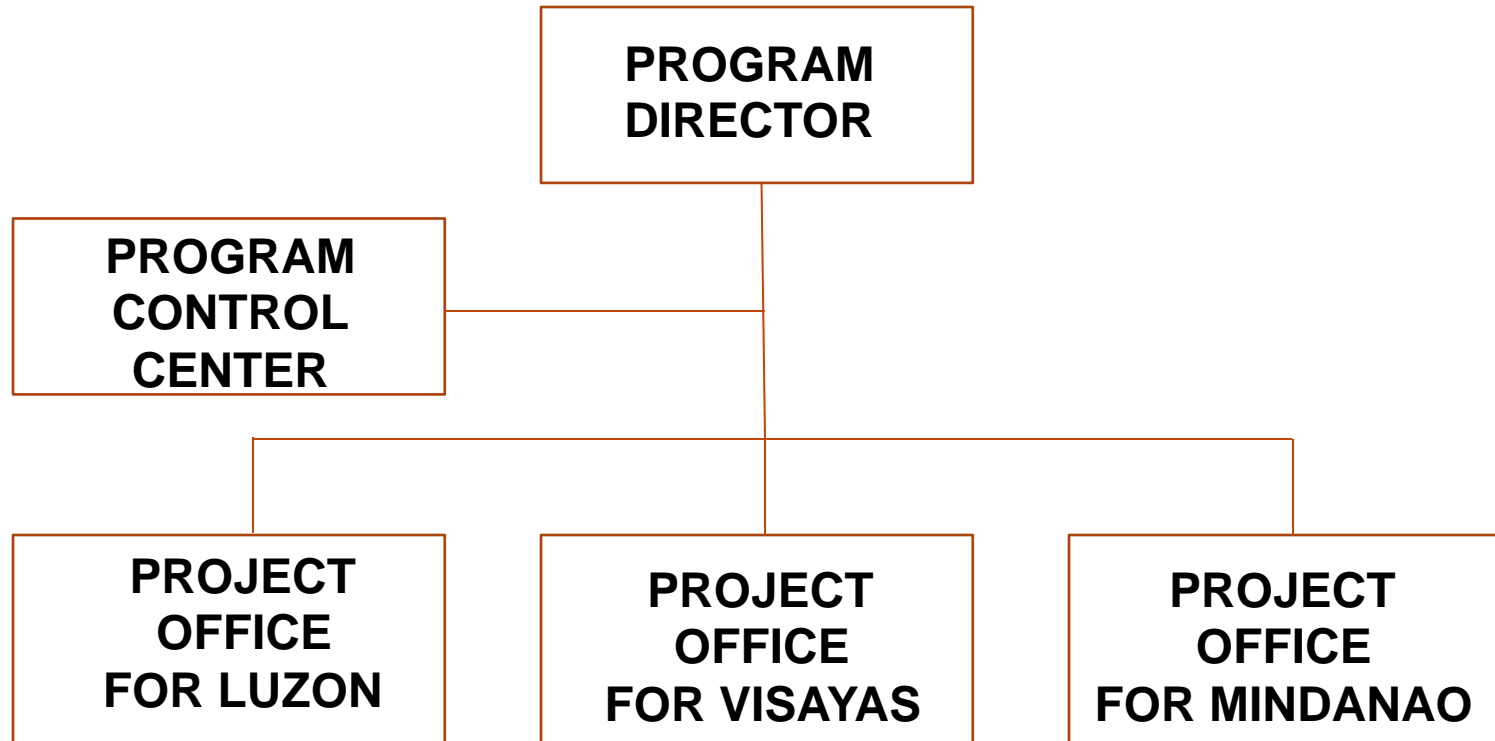 PROGRAM
DIRECTOR
PROGRAM
CONTROL
CENTER
PROJECT
OFFICE
FOR LUZON
PROJECT
OFFICE
FOR VISAYAS
PROJECT
OFFICE
FOR MINDANAO